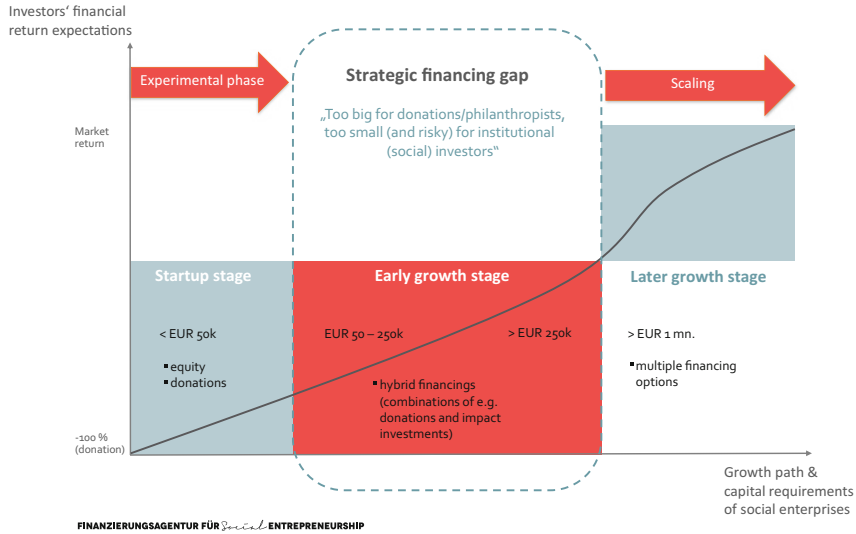 Investors‘ financial
return expectations
Experimental phase
Strategic financing gap
Scaling
„Too big for donations/philanthropists,
too small (and risky) for institutional
(social) investors“
Market
return
Startup stage
Early growth stage
Later growth stage
< EUR 50k
EUR 50 – 250k
> EUR 250k
> EUR 1 mn.
▪equity
▪donations
▪hybrid financings
(combinations of e.g.
donations and impact
investments)
▪multiple financing
options
-100 %
(donation)
Growth path &
capital requirements
of social enterprises
FINANZIERUNGSAGENTUR FÜR Social ENTREPRENEURSHIP